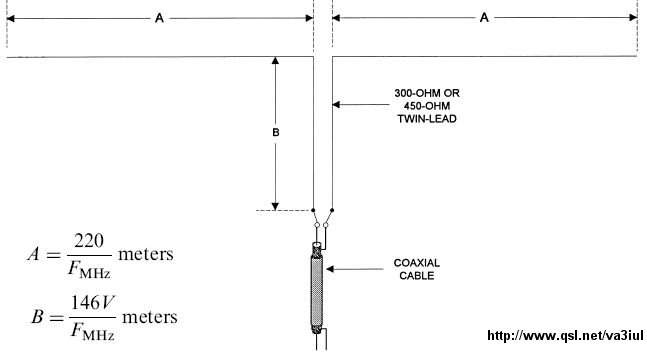 A
A
B
300-OHM OR
450-OHM
TWIN-LEAD
COAXIAL
CABLE
A = 220/F_MHz meters
B = 146V/F_MHz meters
http://www.qsl.net/va3iul